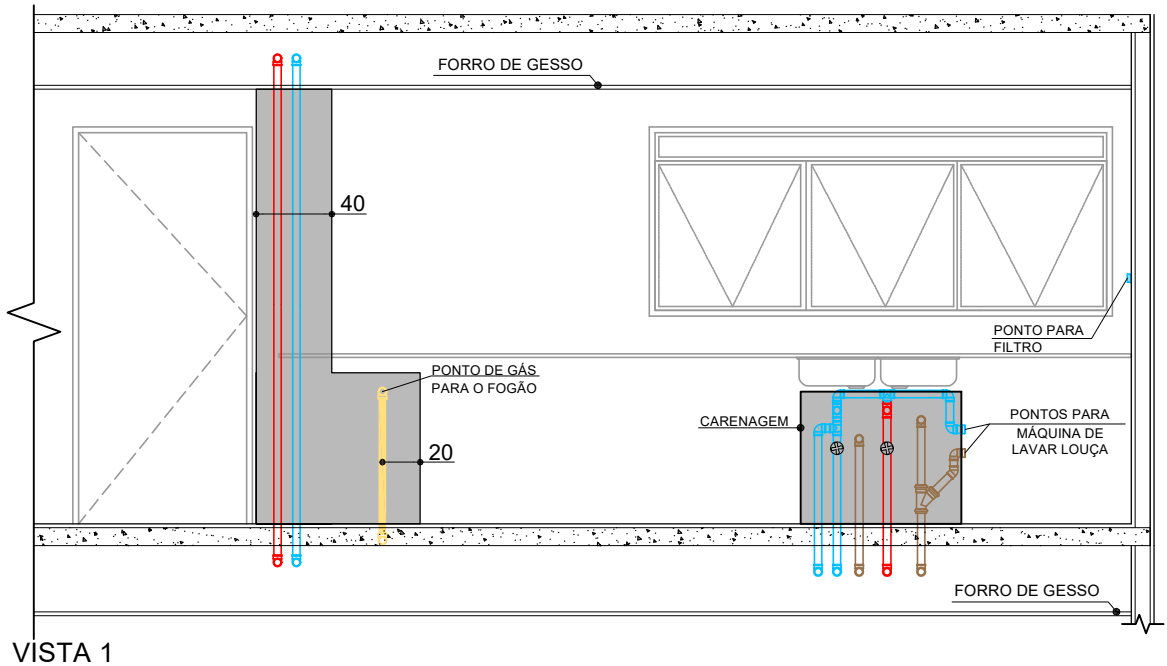 FORRO DE GESSO
40
PONTO PARA
FILTRO
PONTO DE GÁS
PARA O FOGÃO
CARENAGEM
PONTOS PARA
MÁQUINA DE
LAVAR LOUÇA
20
FORRO DE GESSO
VISTA 1